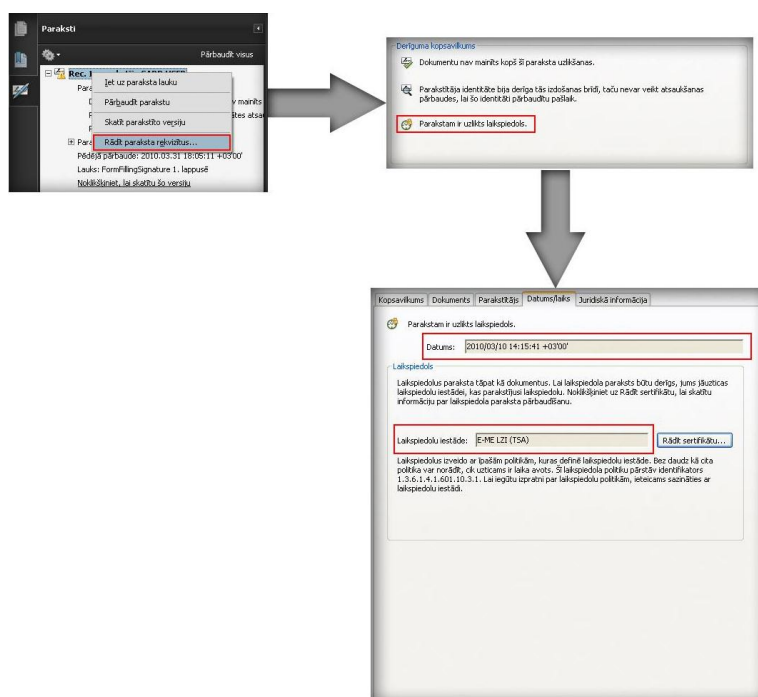 Paraksti
Pārbaudīt visus
Rec.
Iet uz paraksta lauku
Pārbaudīt parakstu
Skatīt parakstīto versiju
Rādīt paraksta rekvizītus...
Para
v mainīts
Para
Pēdējā pārbaude: 2010.03.31 18:05:11 +03'00'
Lauks: FormFillingSignature 1. lappusē
Noklikšķiniet, lai skatītu šo versiju
Derīguma kopsavilkums
Dokumentu nav mainīts kopš šī paraksta uzlikšanas.
Parakstītāja identitāte bija derīga tās izdošanas brīdī, taču nevar veikt atsaukšanas
pārbaudes, lai šo identitāti pārbaudītu pašlaik.
Parakstam ir uzlikts laikspiedols.
Kopsavilkums Dokuments Parakstītājs Datums/laiks Juridiskā informācija
Parakstam ir uzlikts laikspiedols.
Datums: 2010/03/10 14:15:41 +03'00'
Laikspiedols
Laikspiedolus paraksta tāpat kā dokumentus. Lai laikspiedola paraksts būtu derīgs, jums jāuzticas
laikspiedolu iestādei, kas parakstījusi laikspiedolu. Noklikšķiniet uz Rādīt sertifikātu, lai skatītu
informāciju par laikspiedola paraksta pārbaudīšanu.
Laikspiedolu iestāde: E-ME LZI (TSA) Rādīt sertifikātu...
Laikspiedolus izveido ar īpašām politikām, kuras definē laikspiedolu iestāde. Bez daudz kā cita
politika var norādīt, cik uzticams ir laika avots. Šī laikspiedola politiku pārstāv identifikators
1.3.6.1.4.1.601.10.3.1. Lai iegūtu izpratni par laikspiedolu politikām, ieteicams sazināties ar
laikspiedolu iestādi.